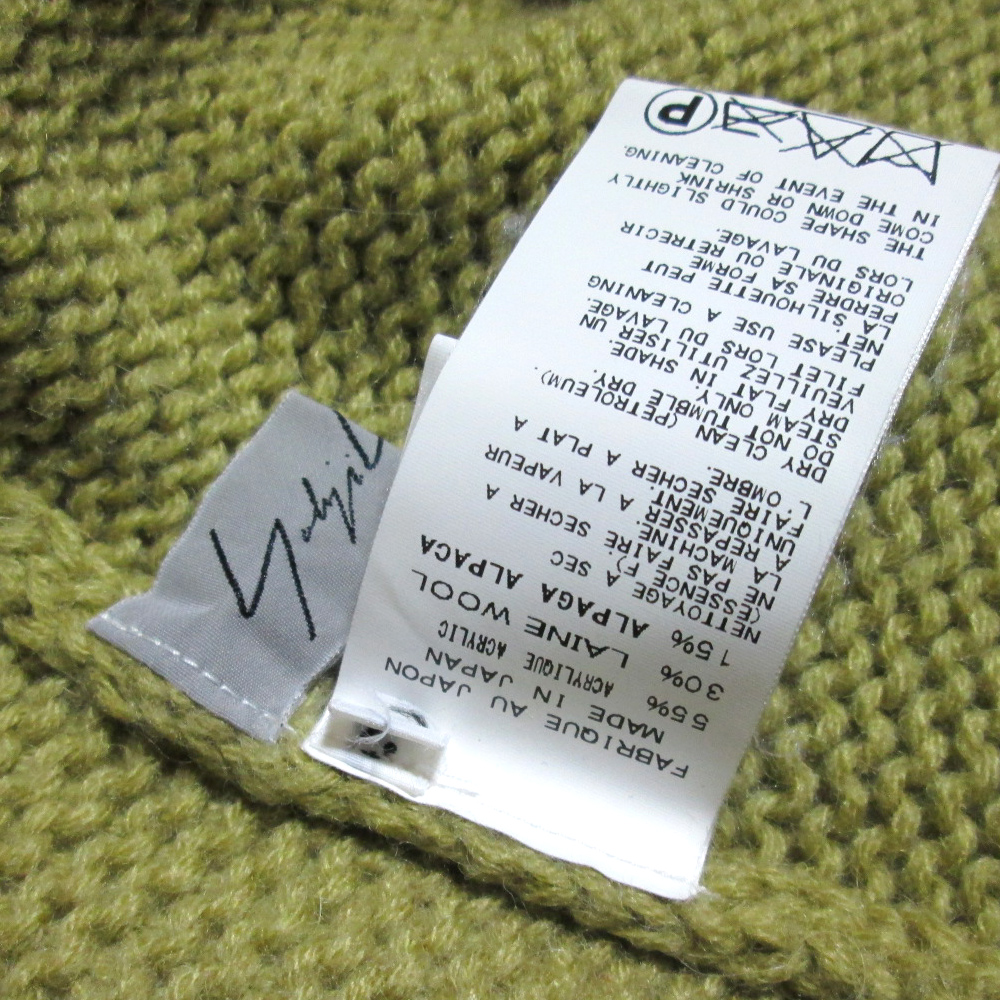 FABRIQUE AU JAPON
MADE IN JAPAN
55% ACRYLIQUE ACRYLIC
30% LAINE WOOL
15% ALPAGA ALPACA
NETTOYAGE A SEC
(ESSENCE F)
NE PAS FAIRE SECHER A
LA MACHINE.
A REPASSER
UNIQUEMENT A LA VAPEUR
FAIRE SECHER A PLAT A
L OMBRE.
DRY CLEAN (PETROLEUM).
DO NOT TUMBLE DRY.
STEAM ONLY
DRY FLAT IN SHADE
VEUILLEZ UTILISER UN
FILET LORS DU LAVAGE.
PLEASE USE A CLEANING
NET.
LA SILHOUETTE PEUT
PERDRE SA FORME
ORIGINALE OU RETRECIR
LORS DU LAVAGE.
THE SHAPE COULD SLIGHTLY
COME DOWN OR SHRINK
IN THE EVENT OF CLEANING.
P